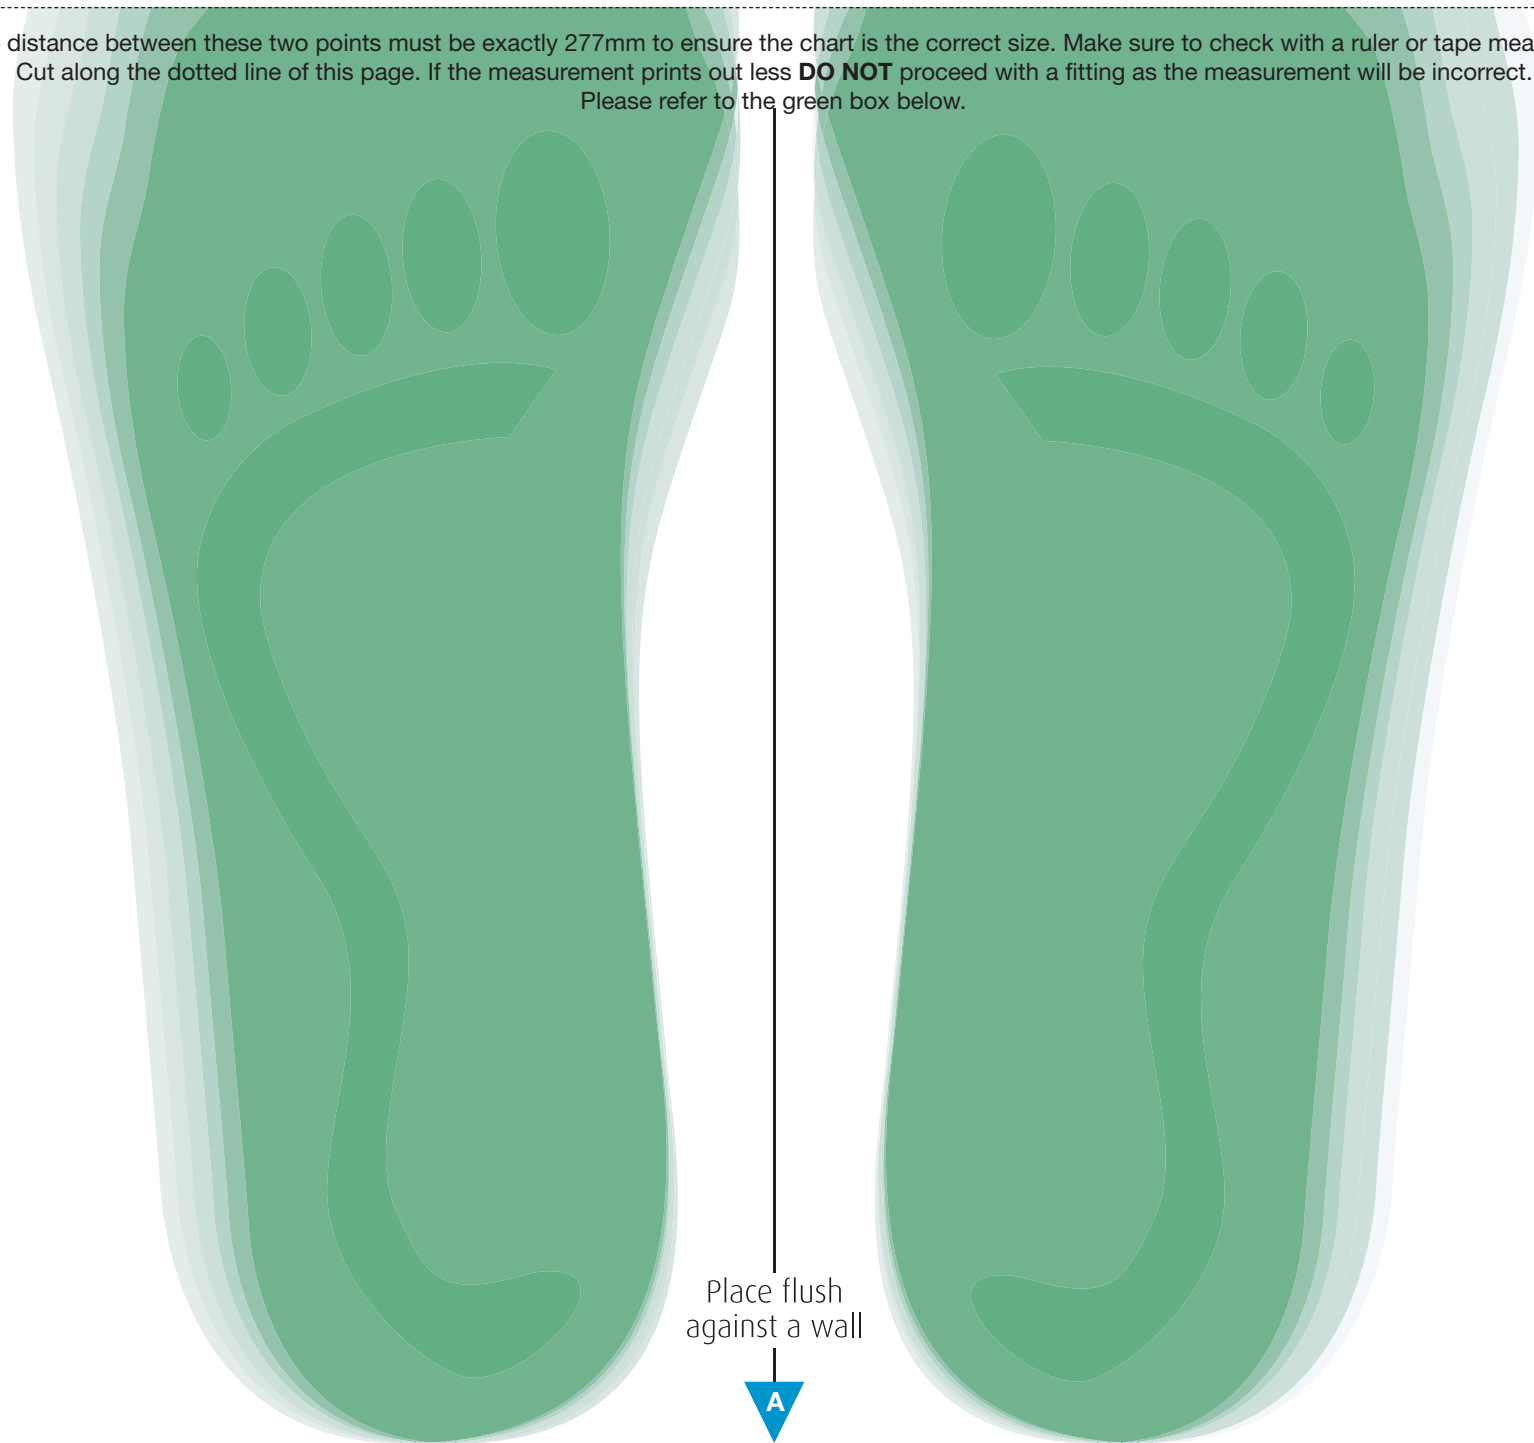 distance between these two points must be exactly 277mm to ensure the chart is the correct size. Make sure to check with a ruler or tape mea
Cut along the dotted line of this page. If the measurement prints out less DO NOT proceed with a fitting as the measurement will be incorrect.
Please refer to the green box below.
Place flush
against a wall
A